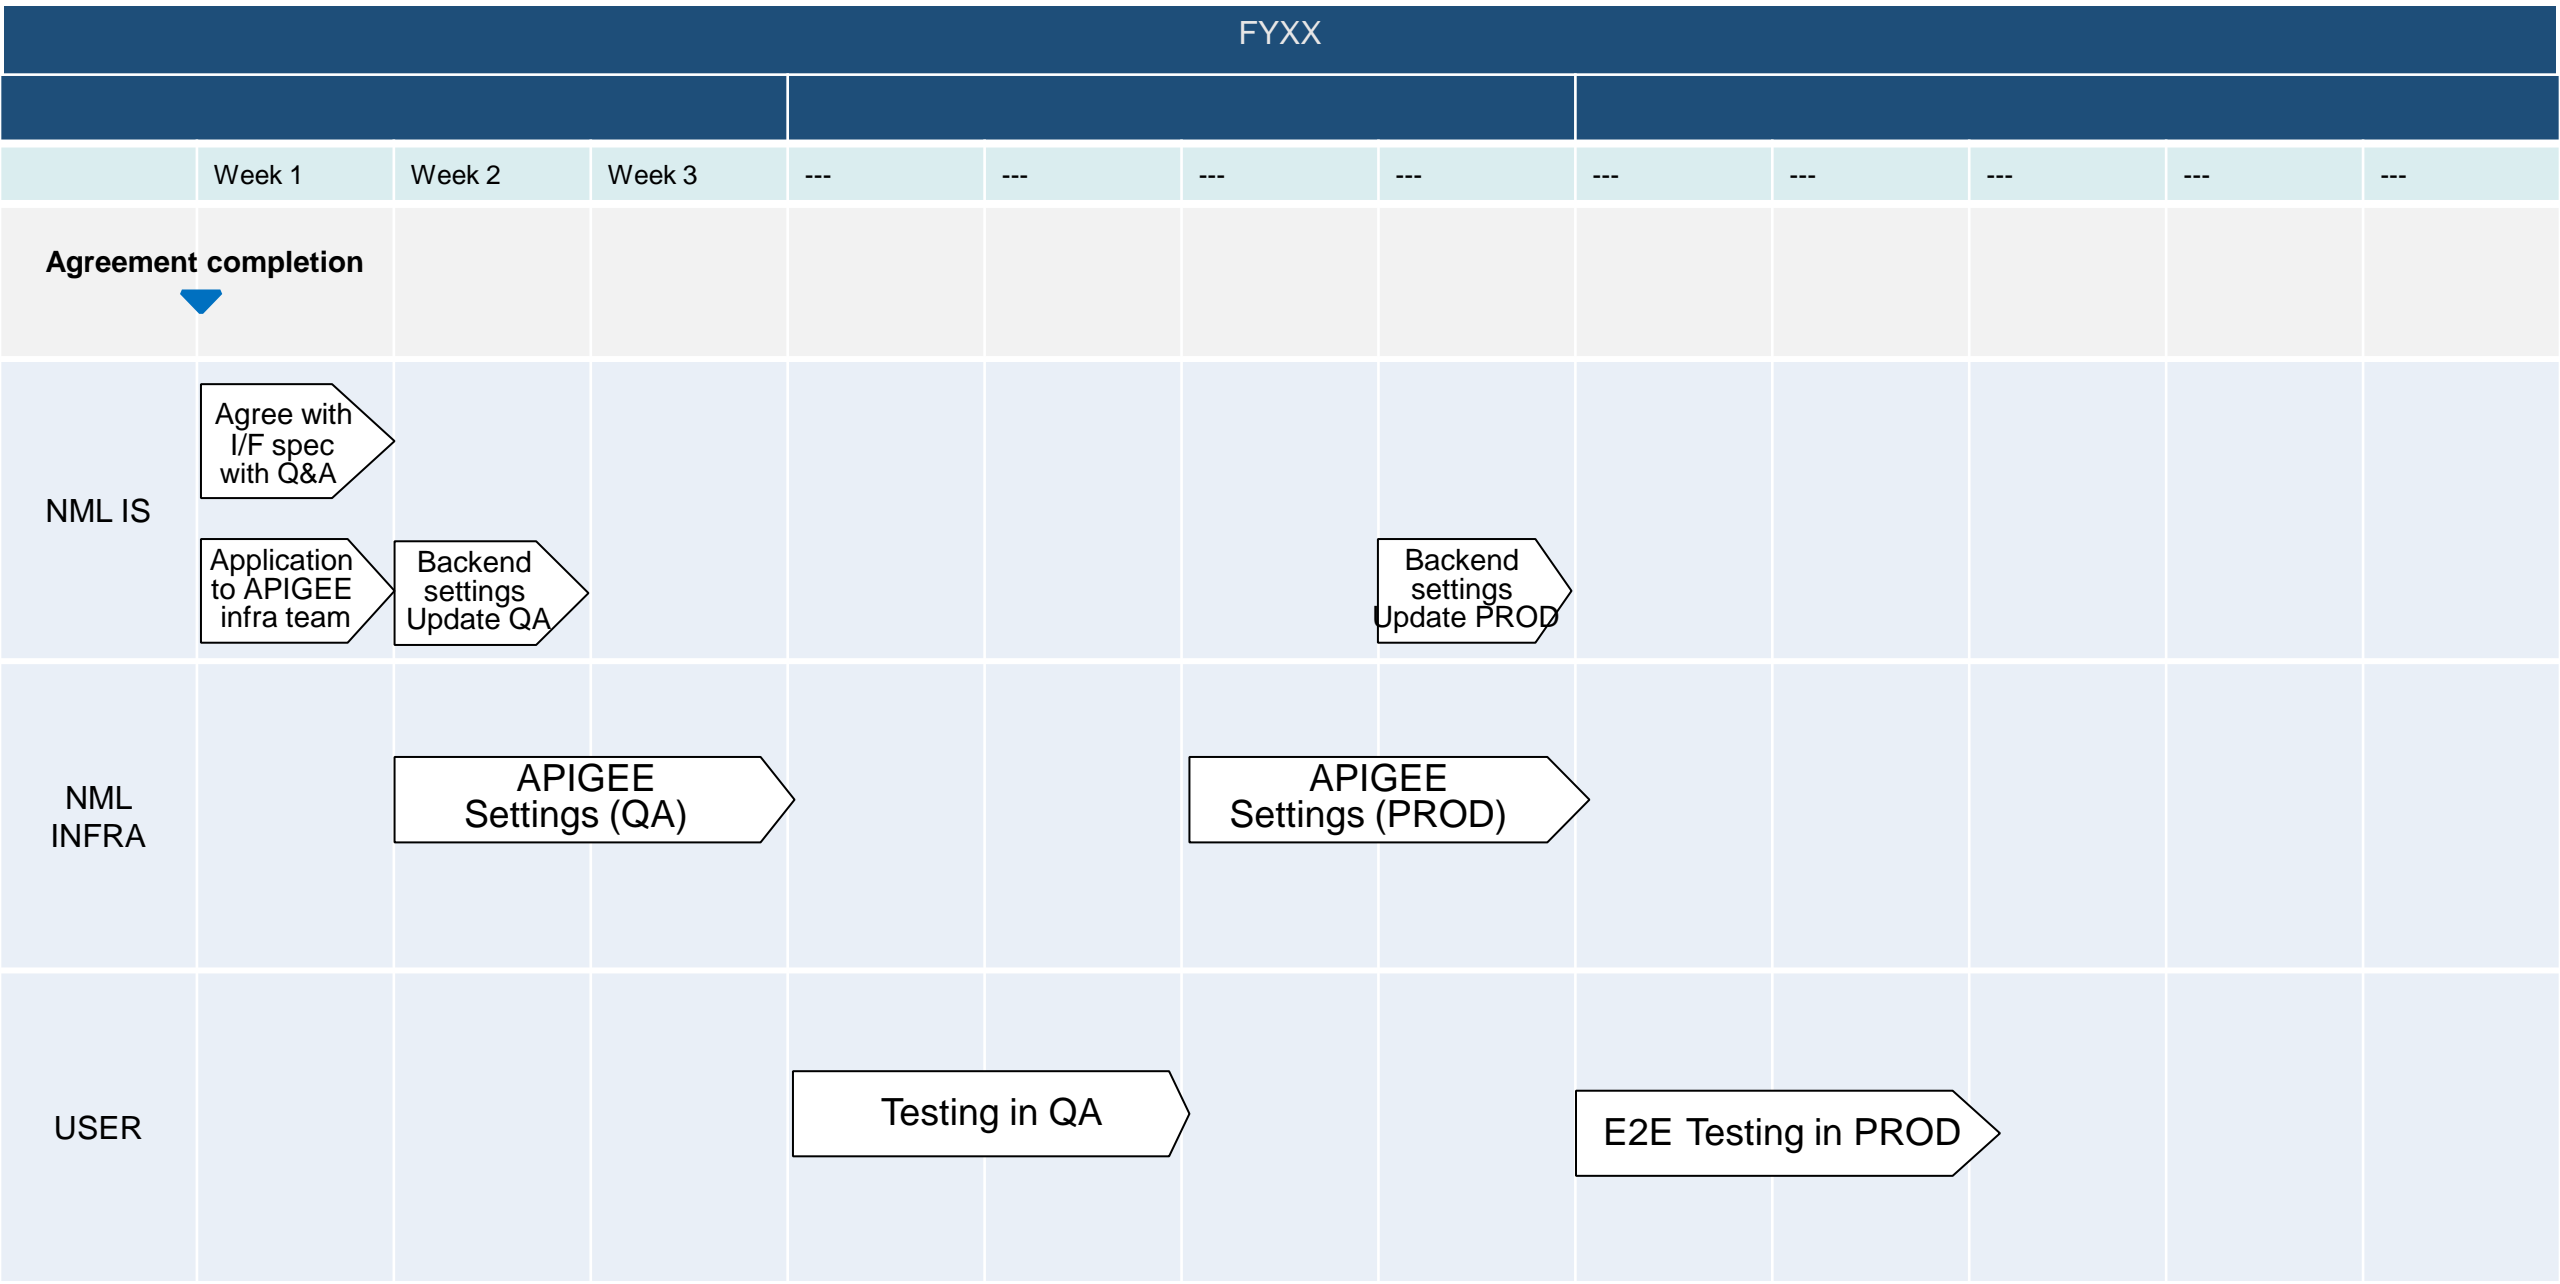 FYXX
Week 1 Week 2 Week 3 --- --- --- --- --- --- --- --- ---
Agreement completion
NML IS
Agree with
I/F spec
with Q&A
Application
to APIGEE
infra team
Backend
settings
Update QA
Backend
settings
Update PROD
NML
INFRA
APIGEE
Settings (QA)
APIGEE
Settings (PROD)
USER
Testing in QA
E2E Testing in PROD